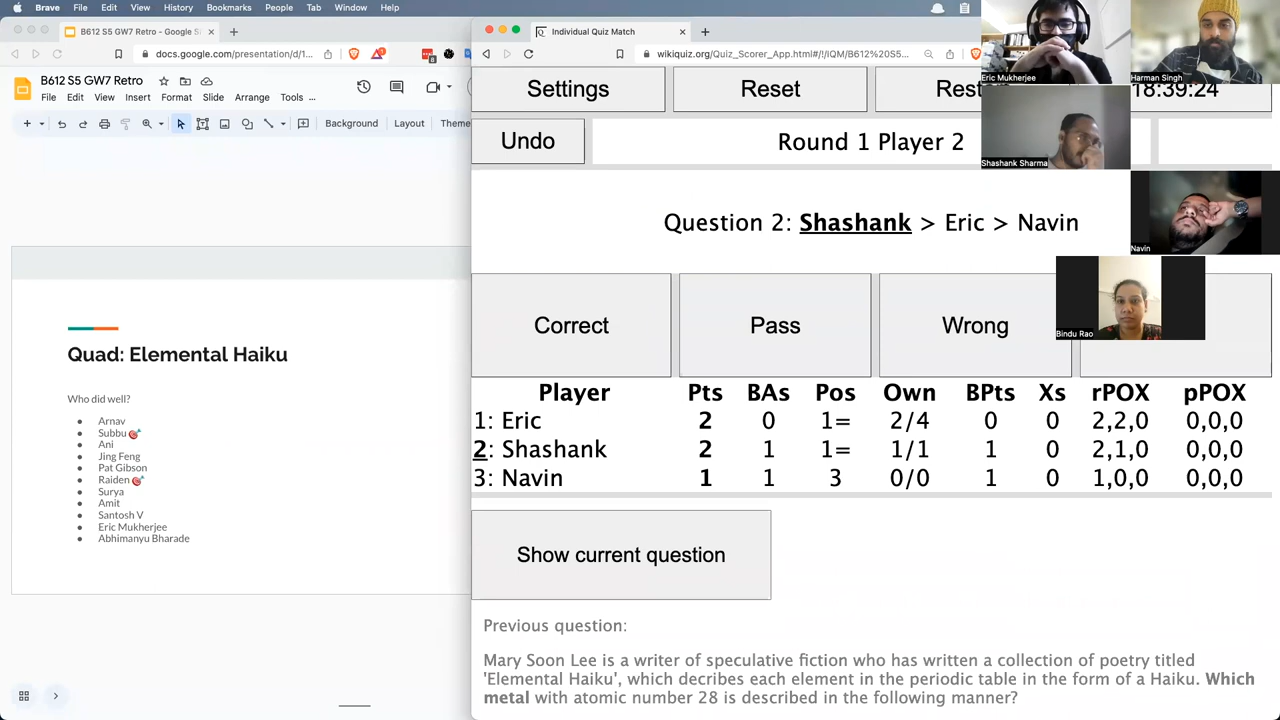 Brave File Edit View History Bookmarks Pe
B612 S5 GW7 Retro - Google Sl
docs.google.com/presentation/d/1...
B612 S5 GW7 Retro
File Edit View Insert Format Slide Arrange Tools ...
Background Layout Theme
Quad: Elemental Haiku
Who did well?
Arnav
Subbu
Ani
Jing Feng
Pat Gibson
Raiden
Surya
Amit
Santosh V
Eric Mukherjee
Abhimanyu Bharade
Individual Quiz Match
wikiquiz.org/Quiz_Scorer_App.html#/!/IQM/B612%20S5...
Settings Reset Rest 18:39:24
Undo Round 1 Player 2
Question 2: Shashank > Eric > Navin
Correct Pass Wrong
Player Pts BAs Pos Own BPts Xs rPOX pPOX
1: Eric 2 0 1= 2/4 0 0 2,2,0 0,0,0
2: Shashank 2 1 1= 1/1 1 0 2,1,0 0,0,0
3: Navin 1 1 3 0/0 1 0 1,0,0 0,0,0
Show current question
Previous question:
Mary Soon Lee is a writer of speculative fiction who has written a collection of poetry titled
'Elemental Haiku', which decribes each element in the periodic table in the form of a Haiku. Which
metal with atomic number 28 is described in the following manner?
Eric Mukherjee
Harman Singh
Shashank Sharma
Navin
Bindu Rao